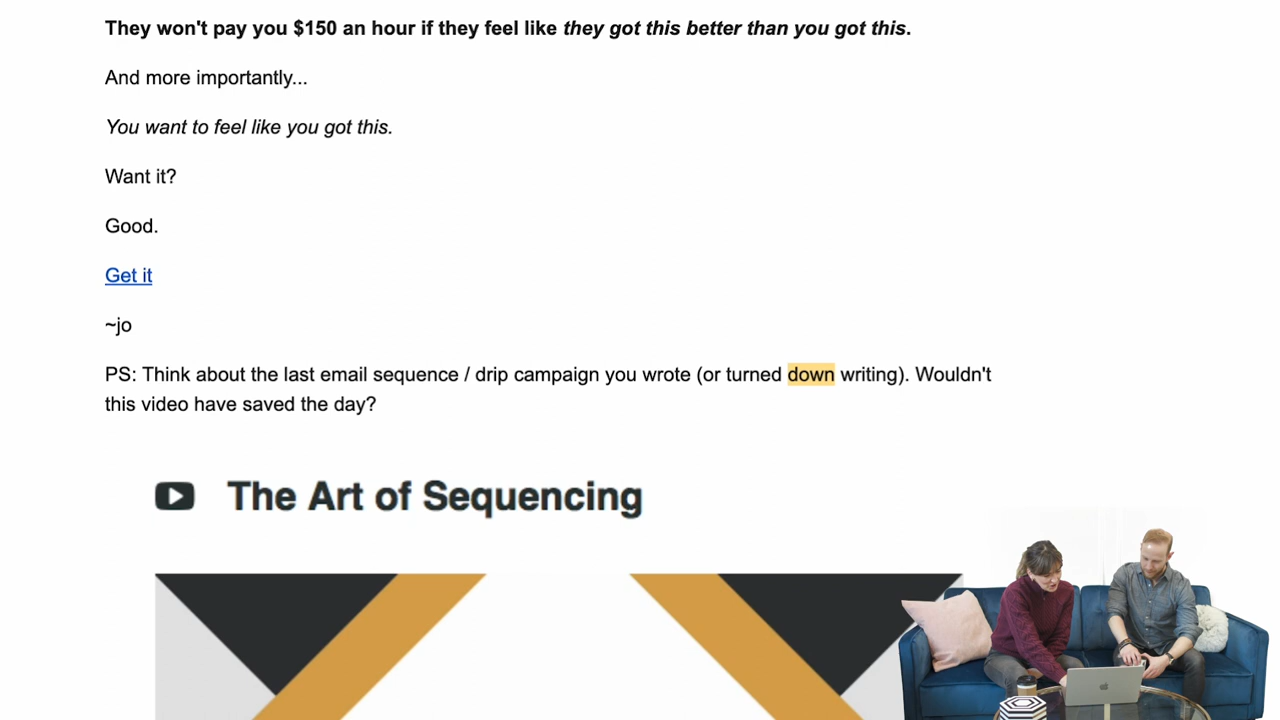 They won't pay you $150 an hour if they feel like they got this better than you got this.
And more importantly...
You want to feel like you got this.
Want it?
Good.
Get it
~jo
PS: Think about the last email sequence / drip campaign you wrote (or turned down writing). Wouldn't
this video have saved the day?
The Art of Sequencing